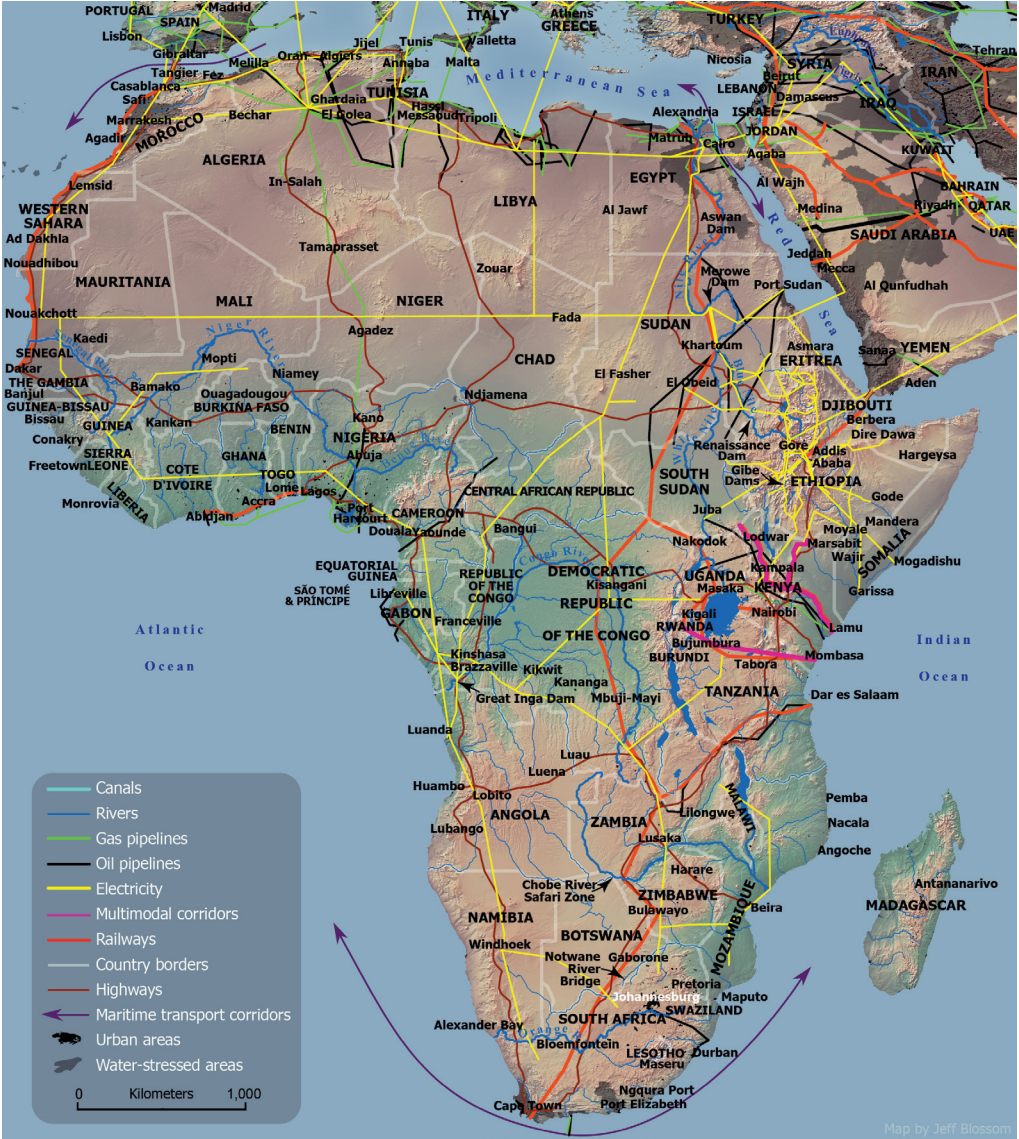 PORTUGAL
Madrid
SPAIN
Lisbon
Gibraltar
Tangier
Fez
Melilla
Oran
Algiers
Jijel
Annaba
Tunis
ITALY
Valletta
Malta
Athens
GREECE
TURKEY
Nicosia
SYRIA
Euphrates
Tehran
Beirut
Tigris
IRAN
LEBANON
Damascus
IRAQ
ISRAEL
Mediterranean Sea
Casablanca
Safi
Marrakesh
Agadir
MOROCCO
Bechar
Ghardaia
El Golea
TUNISIA
Hassi
Messaoud
Tripoli
Alexandria
Matruh
Cairo
JORDAN
Aqaba
KUWAIT
ALGERIA
EGYPT
Al Wajh
BAHRAIN
Lemsid
In-Salah
LIBYA
Al Jawf
Aswan
Dam
Medina
Riyadh
QATAR
WESTERN
SAHARA
Ad Dakhla
Tamaprasset
Red
Sea
SAUDI ARABIA
UAE
Nouadhibou
MAURITANIA
MALI
NIGER
Zouar
Nile River
Merowe
Dam
Port Sudan
Jeddah
Mecca
Al Qunfudhah
Nouakchott
Kaedi
Niger River
Agadez
Fada
SUDAN
Khartoum
Asmara
ERITREA
Sanaa
YEMEN
SENEGAL
Dakar
Senegal River
Mopti
Niamey
CHAD
El Fasher
El Obeid
Aden
THE GAMBIA
Banjul
GUINEA-BISSAU
Bissau
GUINEA
Conakry
Bamako
Kankan
Ouagadougou
BURKINA FASO
BENIN
Kano
NIGERIA
Abuja
Ndjamena
DJIBOUTI
Berbera
Dire Dawa
Renaissance
Dam
Gore
Addis
Ababa
Hargeysa
SIERRA
LEONE
Freetown
COTE
D'IVOIRE
GHANA
TOGO
Lome
Lagos
SOUTH
SUDAN
Gibe
Dams
ETHIOPIA
Monrovia
LIBERIA
Abidjan
Accra
Port
Harcourt
CENTRAL AFRICAN REPUBLIC
CAMEROON
Douala
Yaounde
Bangui
Juba
Gode
Nakodok
Lodwar
Moyale
Mandera
Marsabit
Wajir
SOMALIA
Mogadishu
EQUATORIAL
GUINEA
SÃO TOMÉ
& PRÍNCIPE
Libreville
GABON
REPUBLIC
OF THE
CONGO
Congo River
DEMOCRATIC
Kisangani
REPUBLIC
OF THE CONGO
UGANDA
Masaka
Kampala
KENYA
Garissa
Franceville
Kigali
RWANDA
Nairobi
Lamu
Bujumbura
BURUNDI
Tabora
Mombasa
Atlantic
Ocean
Indian
Ocean
Kinshasa
Brazzaville
Kikwit
Kananga
Great Inga Dam
Mbuji-Mayi
TANZANIA
Dar es Salaam
Luanda
Luau
Luena
Huambo
Lobito
ANGOLA
Lubango
ZAMBIA
Lilongwe
MALAWI
Pemba
Nacala
Lusaka
Angoche
Chobe River
Safari Zone
Harare
ZIMBABWE
Bulawayo
Beira
Antananarivo
MADAGASCAR
NAMIBIA
Windhoek
BOTSWANA
MOZAMBIQUE
Notwane
River
Bridge
Gaborone
Pretoria
Johannesburg
Maputo
SWAZILAND
Alexander Bay
Orange R
SOUTH AFRICA
Bloemfontein
LESOTHO
Maseru
Durban
Ngqura Port
Port Elizabeth
Cape Town
Canals
Rivers
Gas pipelines
Oil pipelines
Electricity
Multimodal corridors
Railways
Country borders
Highways
Maritime transport corridors
Urban areas
Water-stressed areas
0 Kilometers 1,000
Map by Jeff Blossom